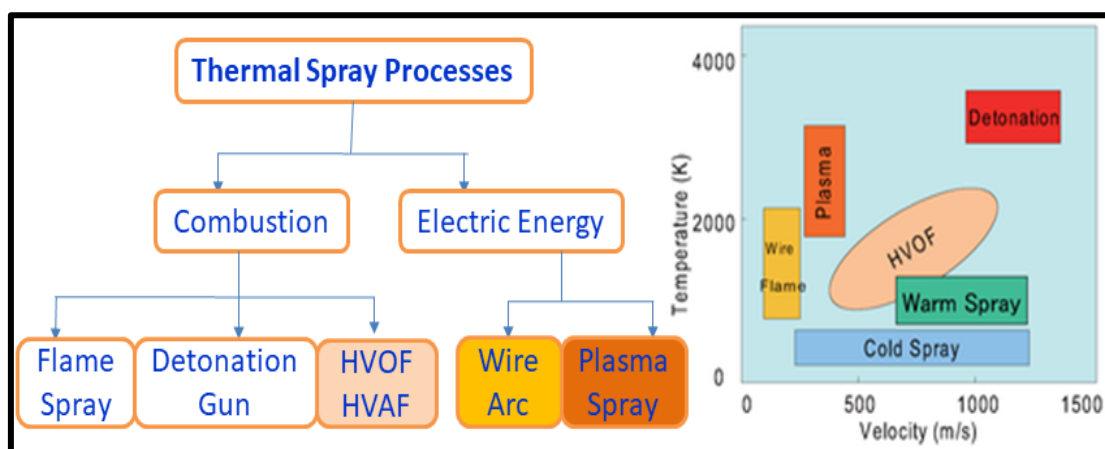 Thermal Spray Processes
Combustion
Electric Energy
Flame
Spray
Detonation
Gun
HVOF
HVAF
Wire
Arc
Plasma
Spray
Temperature (K)
4000
2000
0
Detonation
Plasma
Wire
Flame
HVOF
Warm Spray
Cold Spray
0 500 1000 1500
Velocity (m/s)